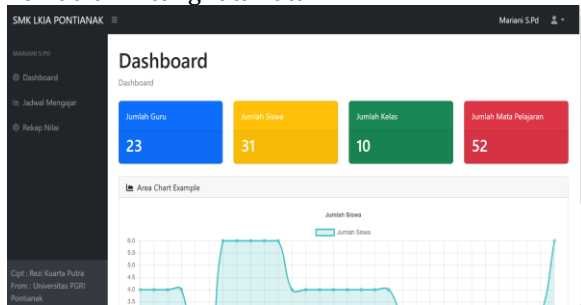 SMK LKIA PONTIANAK
Mariani S.Pd
MARIANI S.PD
Dashboard
Jadwal Mengajar
Rekap Nilai
Dashboard
Dashboard
Jumlah Guru
23
Jumlah Siswa
31
Jumlah Kelas
10
Jumlah Mata Pelajaran
52
Area Chart Example
Jumlah Siswa
Jumlah Siswa
6.0
5.5
5.0
4.5
4.0
3.5
Cipt : Rezi Kuarta Putra
From : Universitas PGRI
Pontianak